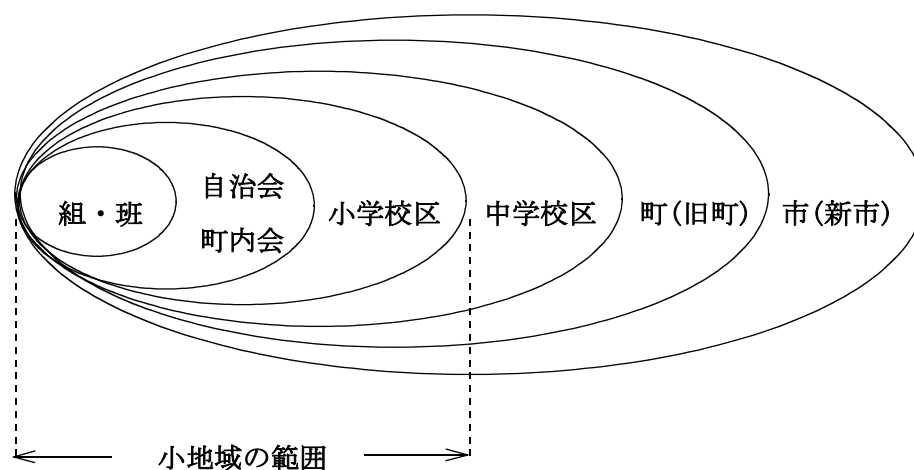 組・班
自治会
町内会
小学校区
中学校区
町(旧町)
市(新市)
小地域の範囲